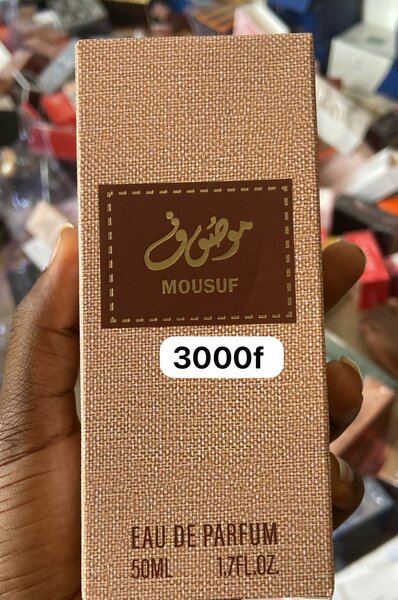 موصوف
MOUSUF
3000f
EAU DE PARFUM
50ML 1.7FL.OZ.